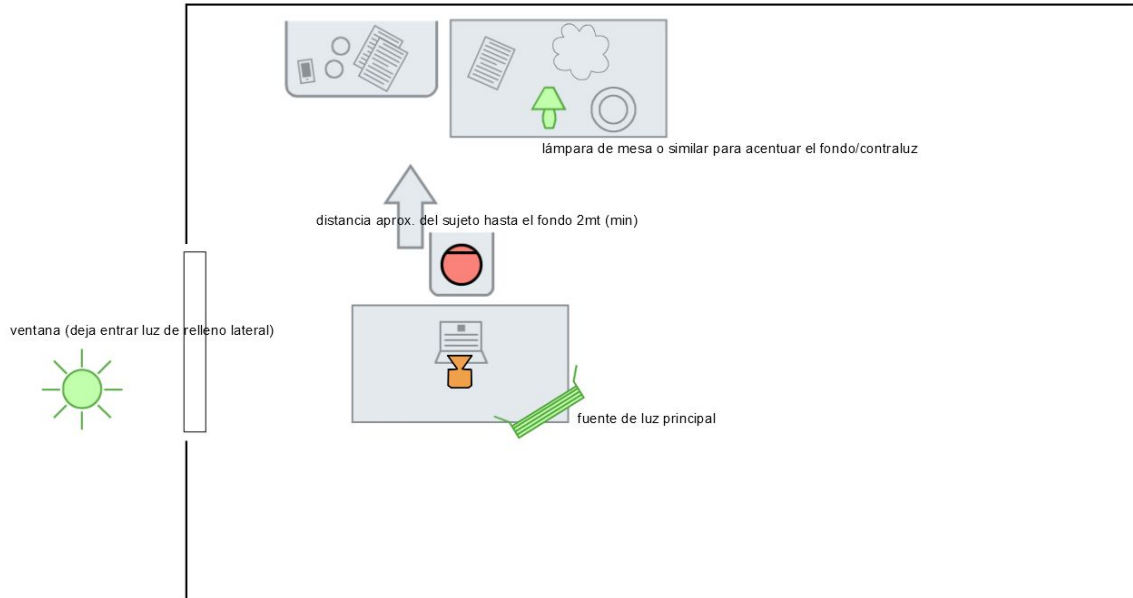 lámpara de mesa o similar para acentuar el fondo/contraluz
distancia aprox. del sujeto hasta el fondo 2mt (min)
ventana (deja entrar luz de relleno lateral)
fuente de luz principal